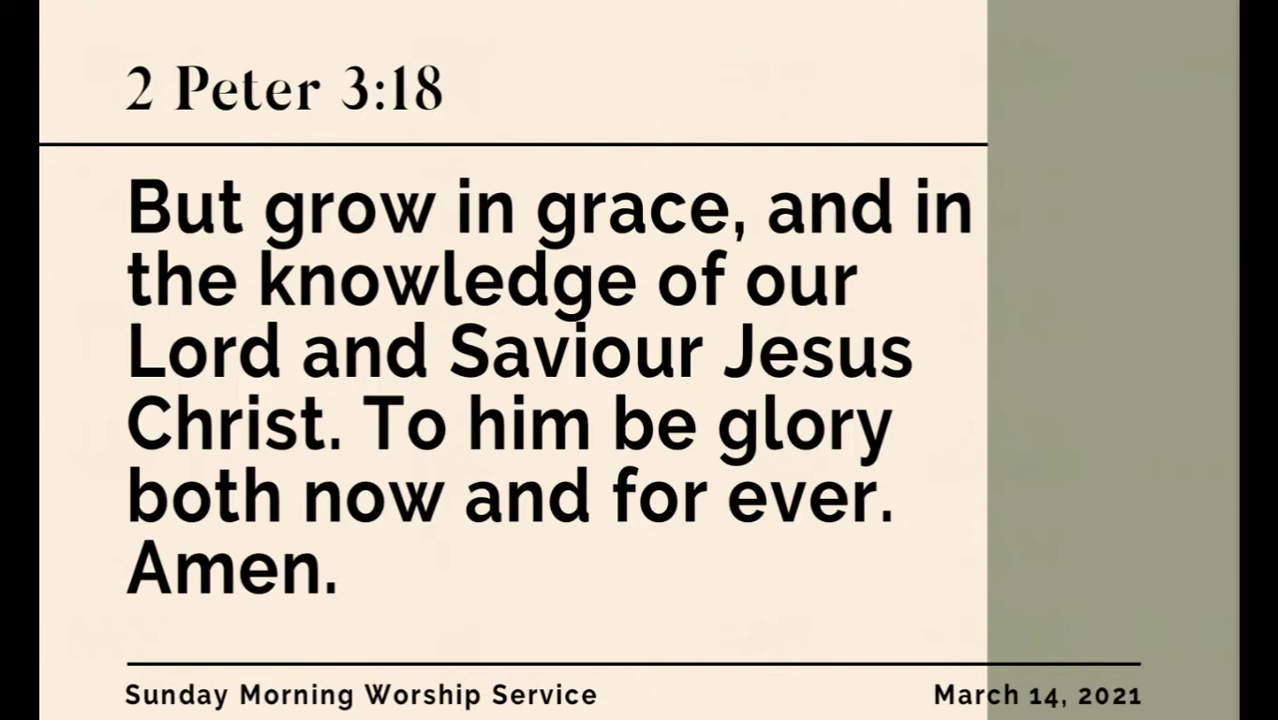 2 Peter 3:18
But grow in grace, and in
the knowledge of our
Lord and Saviour Jesus
Christ. To him be glory
both now and for ever.
Amen.
Sunday Morning Worship Service
March 14, 2021